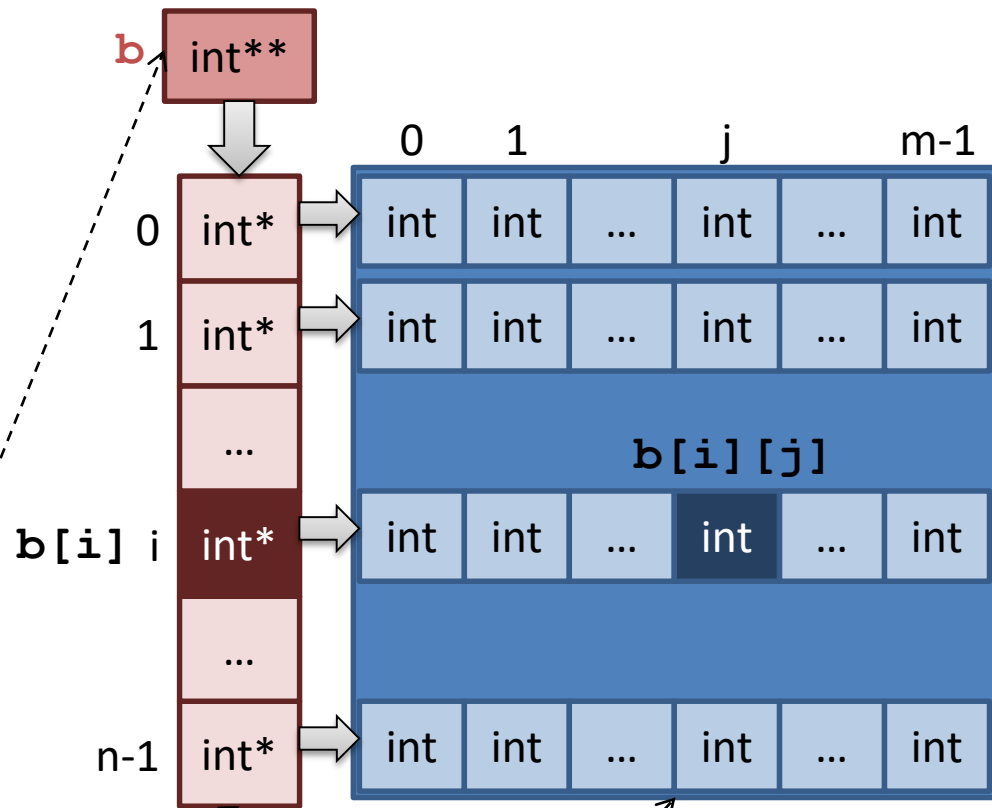 b int**
0 1 j m-1
0 int* int int ... int ... int
1 int* int int ... int ... int
...
b[i][j]
b[i] i int* int int ... int ... int
...
n-1 int* int int ... int ... int